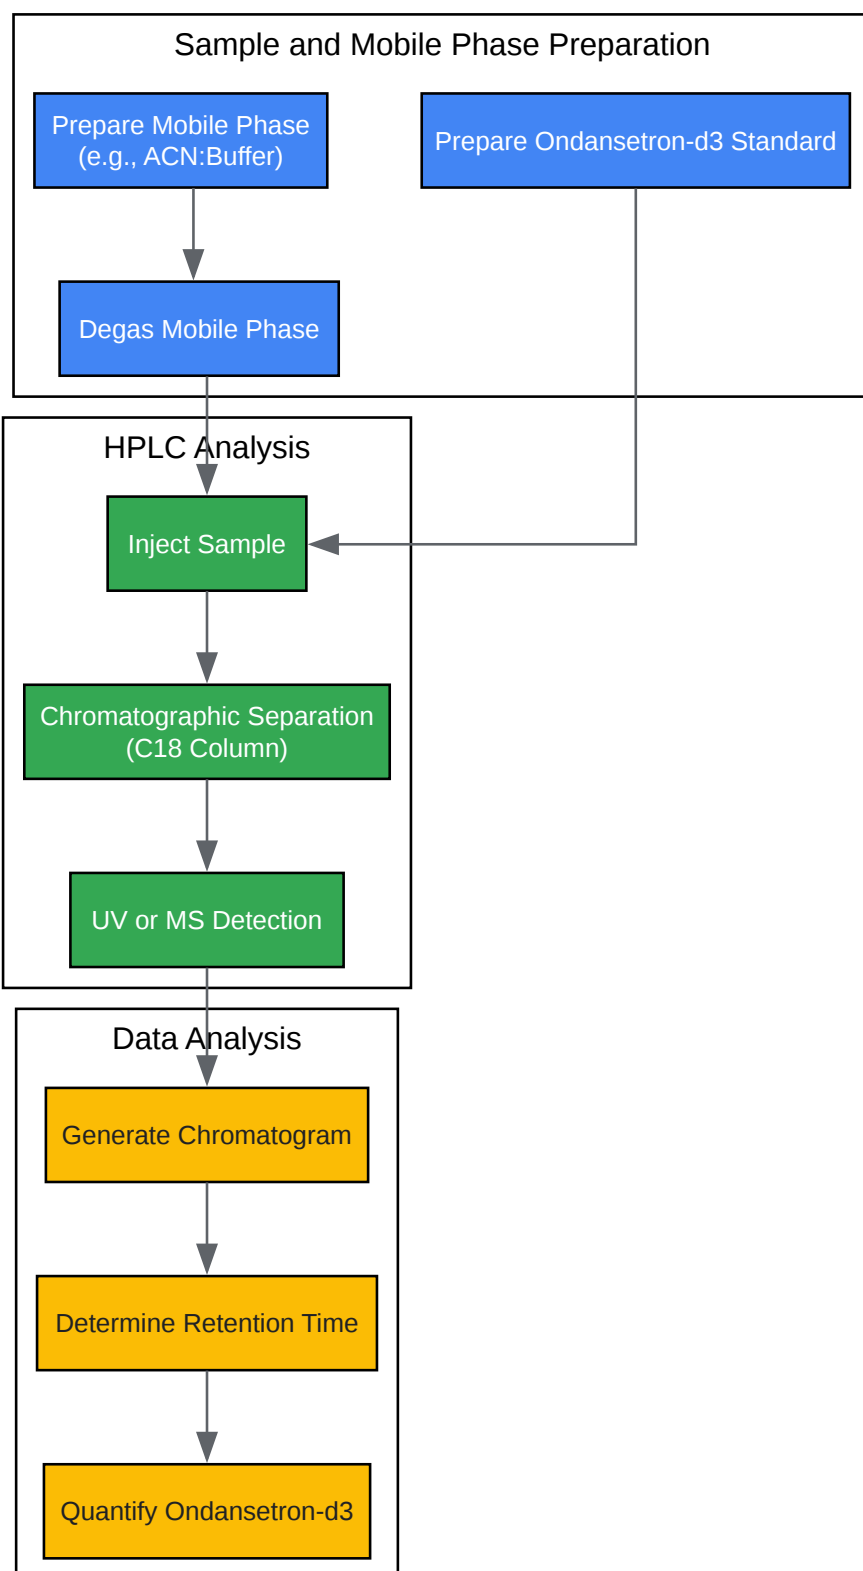 Sample and Mobile Phase Preparation
Prepare Mobile Phase
(e.g., ACN:Buffer)
Prepare Ondansetron-d3 Standard
Degas Mobile Phase
HPLC Analysis
Inject Sample
Chromatographic Separation
(C18 Column)
UV or MS Detection
Data Analysis
Generate Chromatogram
Determine Retention Time
Quantify Ondansetron-d3